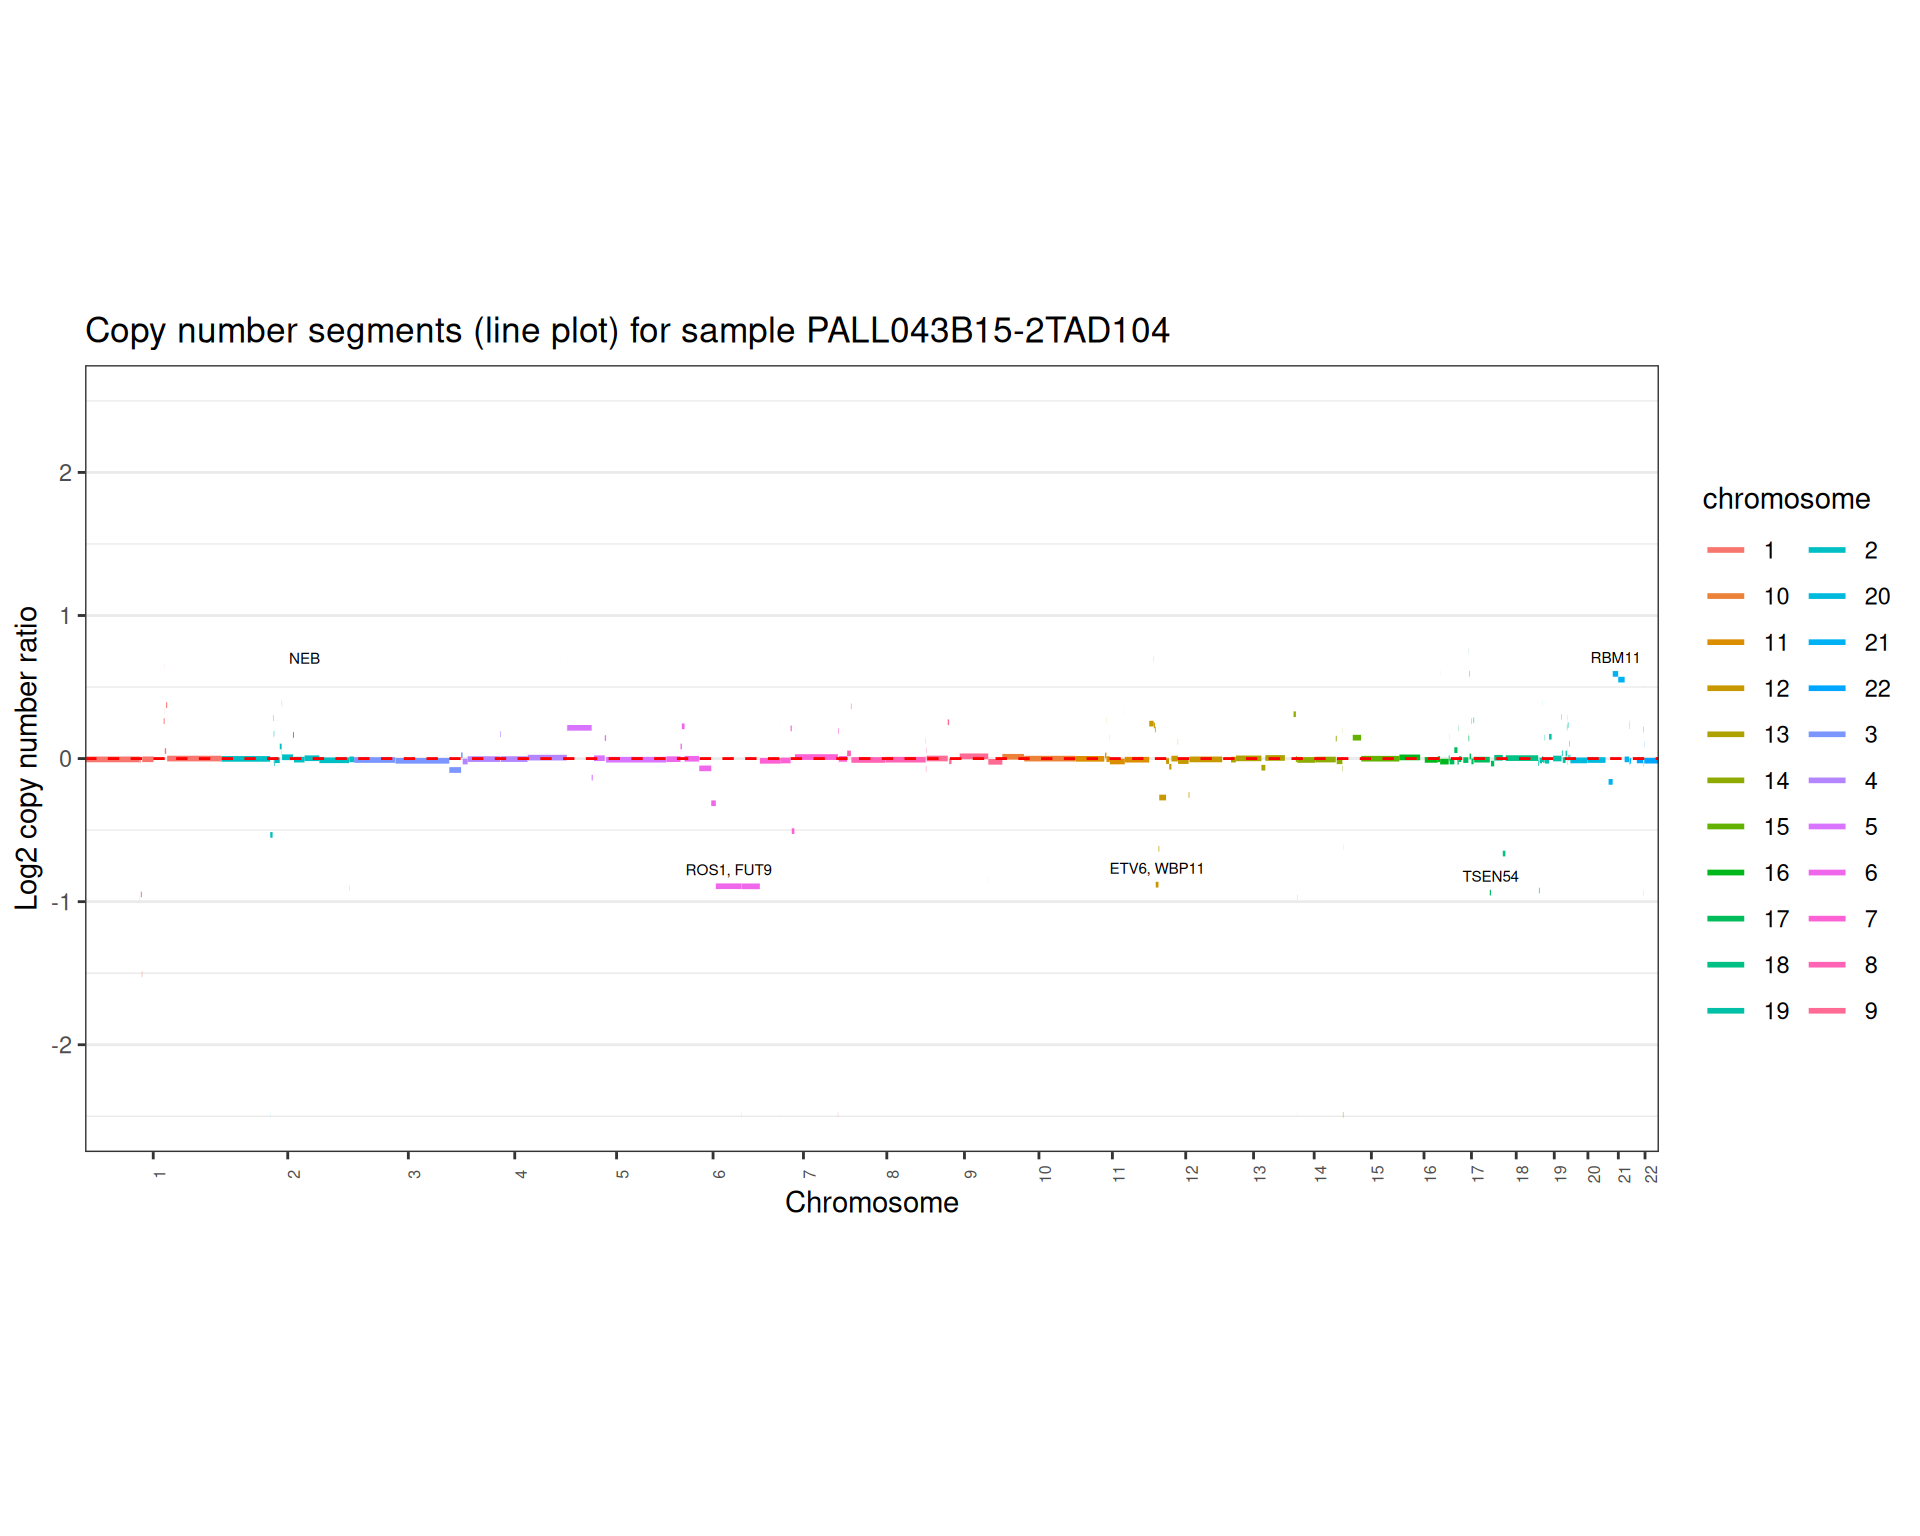 Copy number segments (line plot) for sample PALL043B15-2TAD104
Log2 copy number ratio
2
1
0
-1
-2
NEB
RBM11
ROS1, FUT9
ETV6, WBP11
TSEN54
1 2 3 4 5 6 7 8 9 10 11 12 13 14 15 16 17 18 19 20 21 22
Chromosome
chromosome
1 2
10 20
11 21
12 22
13 3
14 4
15 5
16 6
17 7
18 8
19 9